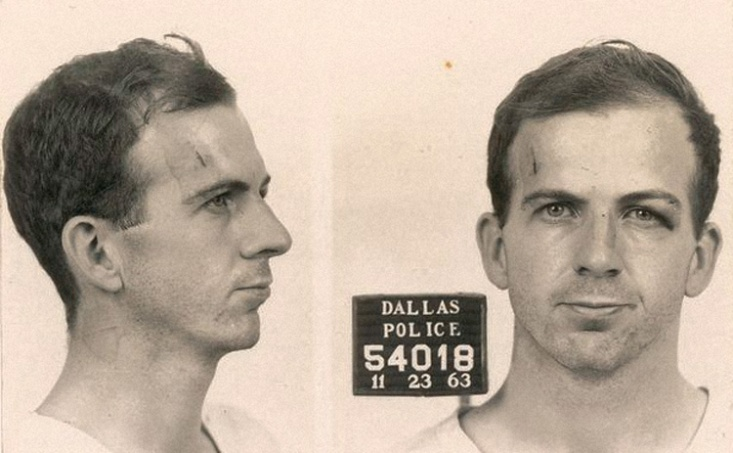 DALLAS
POLICE
54018
11 23 63